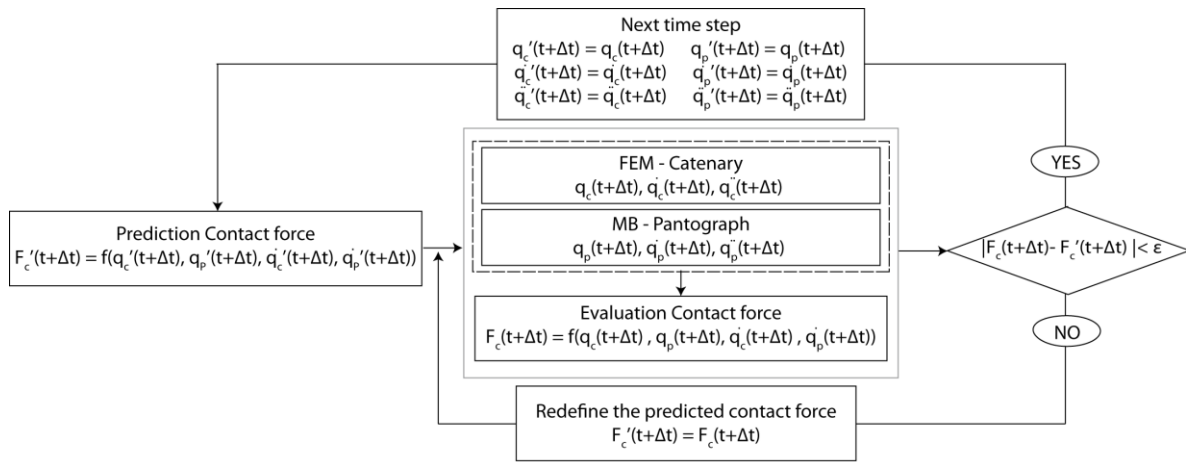 Next time step
q_c'(t+Δt) = q_c(t+Δt) q_p'(t+Δt) = q_p(t+Δt)
q̇_c'(t+Δt) = q̇_c(t+Δt) q̇_p'(t+Δt) = q̇_p(t+Δt)
q̈_c'(t+Δt) = q̈_c(t+Δt) q̈_p'(t+Δt) = q̈_p(t+Δt)
FEM - Catenary
q_c(t+Δt), q̇_c(t+Δt), q̈_c(t+Δt)
MB - Pantograph
q_p(t+Δt), q̇_p(t+Δt), q̈_p(t+Δt)
Prediction Contact force
F_c'(t+Δt) = f(q_c'(t+Δt), q_p'(t+Δt), q̇_c'(t+Δt), q̇_p'(t+Δt))
Evaluation Contact force
F_c(t+Δt) = f(q_c(t+Δt) , q_p(t+Δt), q̇_c(t+Δt) , q̇_p(t+Δt))
YES
|F_c(t+Δt)- F_c'(t+Δt) |< ε
NO
Redefine the predicted contact force
F_c'(t+Δt) = F_c(t+Δt)